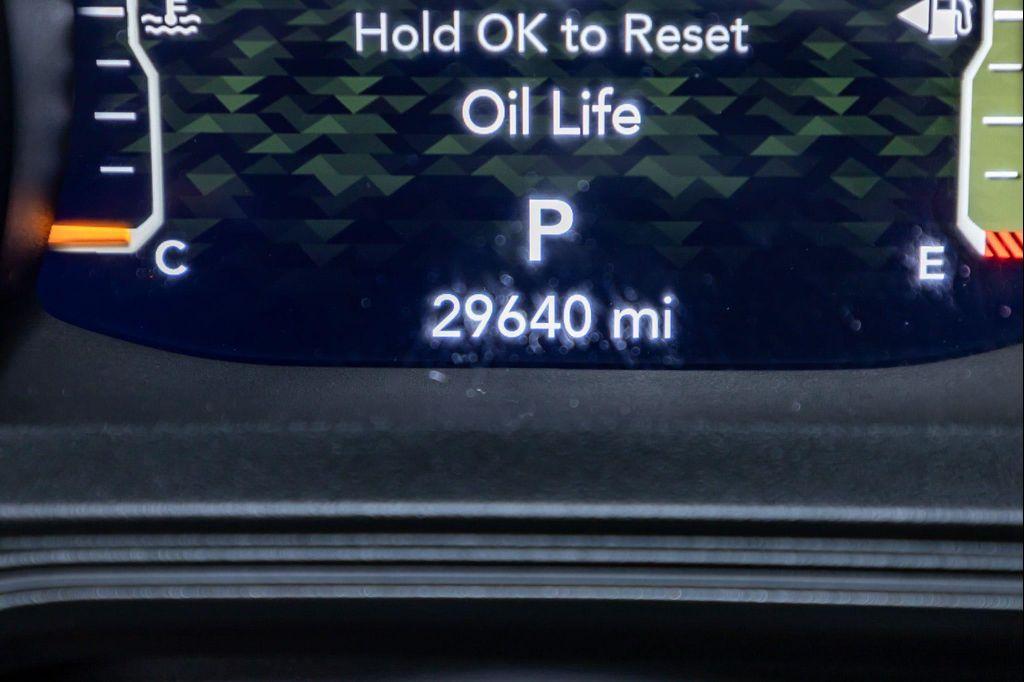 Hold OK to Reset
Oil Life
P
C
E
29640 mi